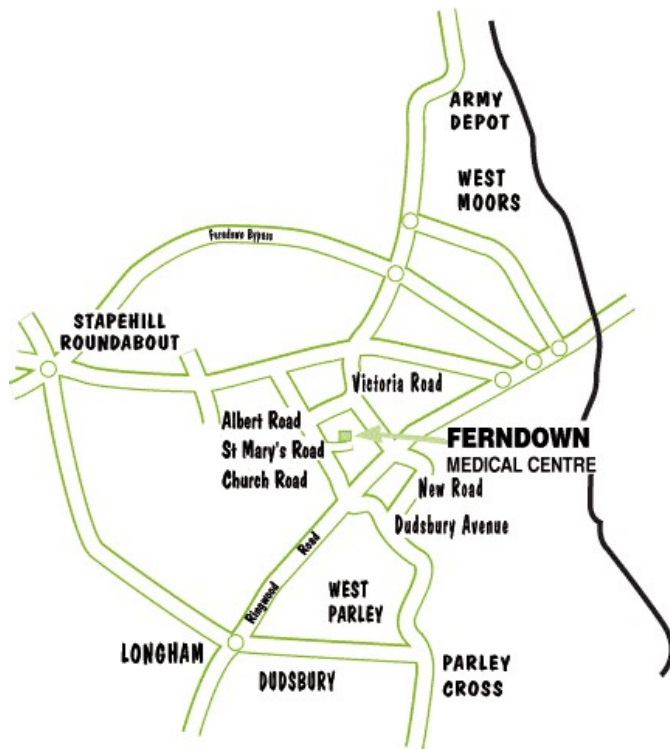 ARMY
DEPOT
WEST
MOORS
Ferndown Bypass
STAPEHILL
ROUNDABOUT
Victoria Road
Albert Road
St Mary's Road
Church Road
FERNDOWN
MEDICAL CENTRE
New Road
Dudsbury Avenue
Ringwood Road
WEST
PARLEY
LONGHAM
DUDSBURY
PARLEY
CROSS